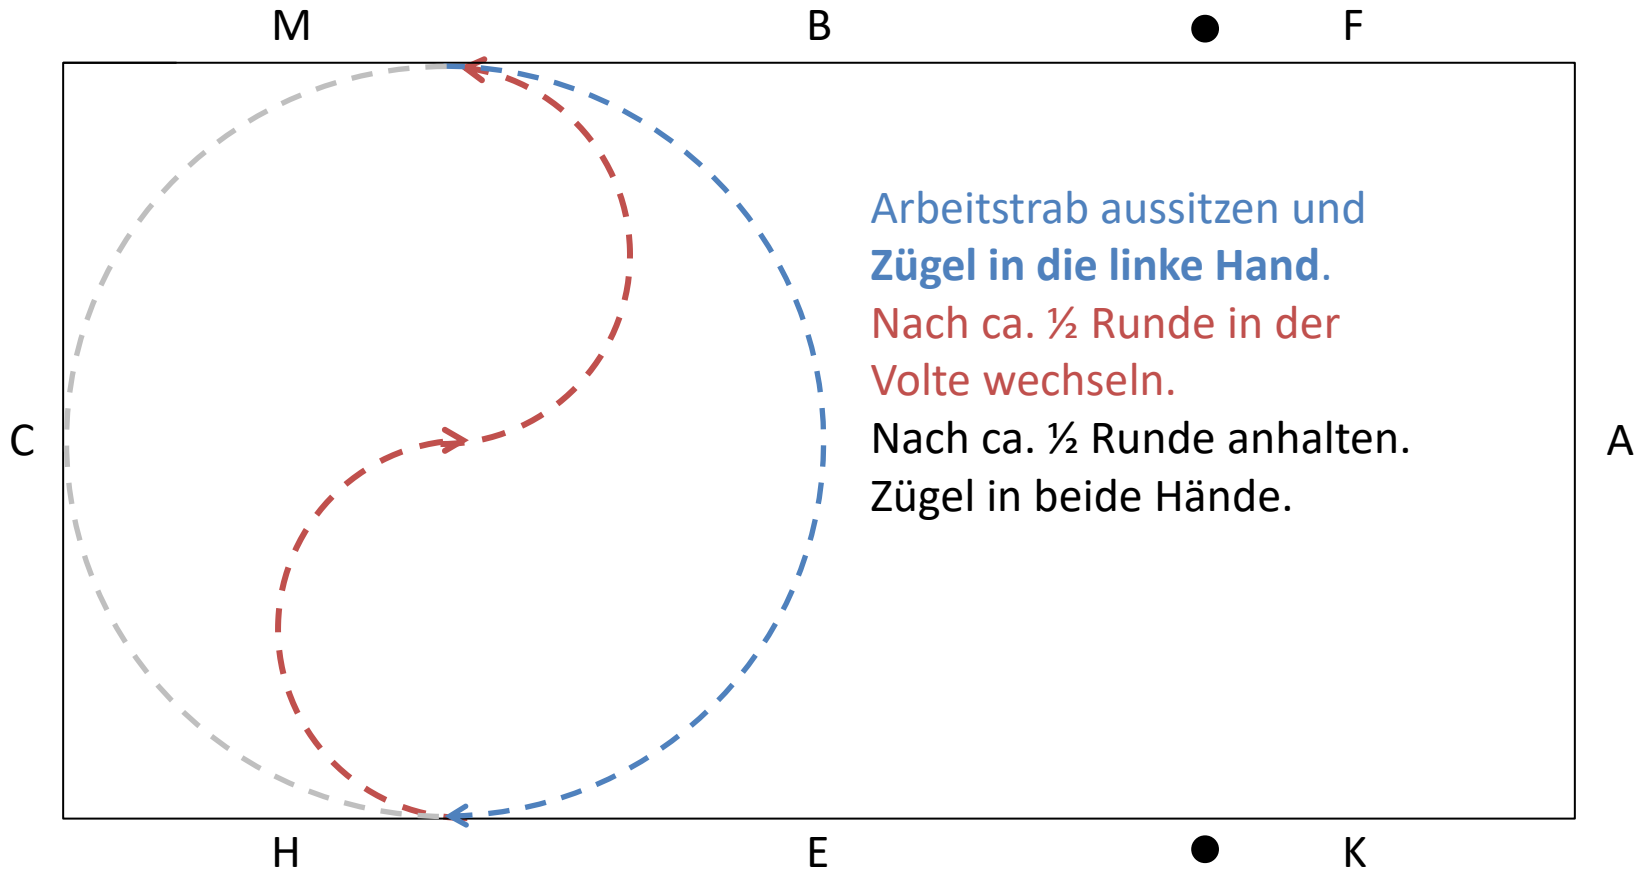 M B F
Arbeitstrab aussitzen und
Zügel in die linke Hand.
Nach ca. ½ Runde in der
Volte wechseln.
C Nach ca. ½ Runde anhalten. A
Zügel in beide Hände.
H E K